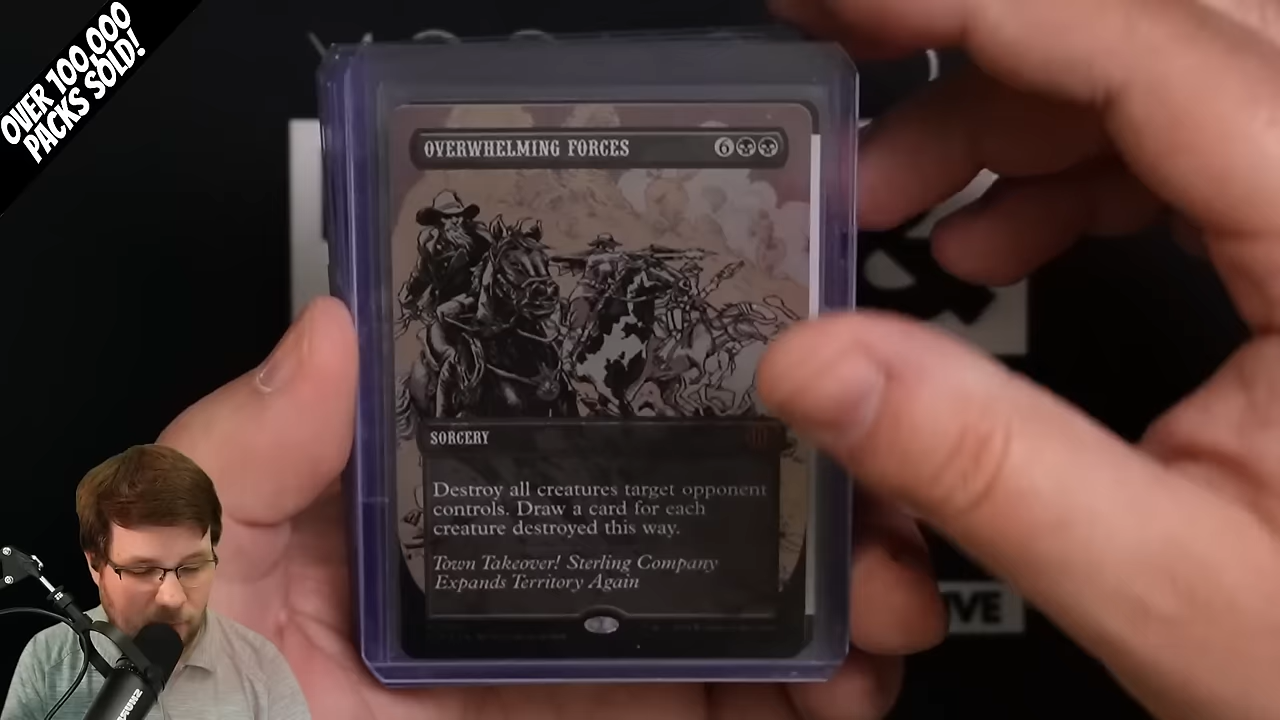 OVER 100,000
PACKS SOLD!
OVERWHELMING FORCES 6
SORCERY
Destroy all creatures target opponent
controls. Draw a card for each
creature destroyed this way.
Town Takeover! Sterling Company
Expands Territory Again